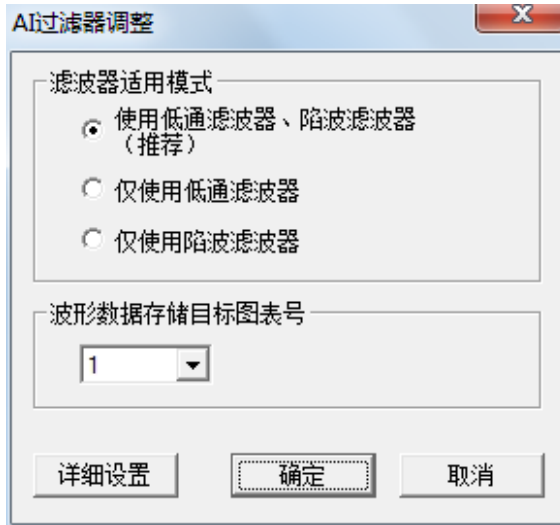 AI过滤器调整
滤波器适用模式
使用低通滤波器、陷波滤波器
（推荐）
仅使用低通滤波器
仅使用陷波滤波器
波形数据存储目标图表号
1
详细设置 确定 取消